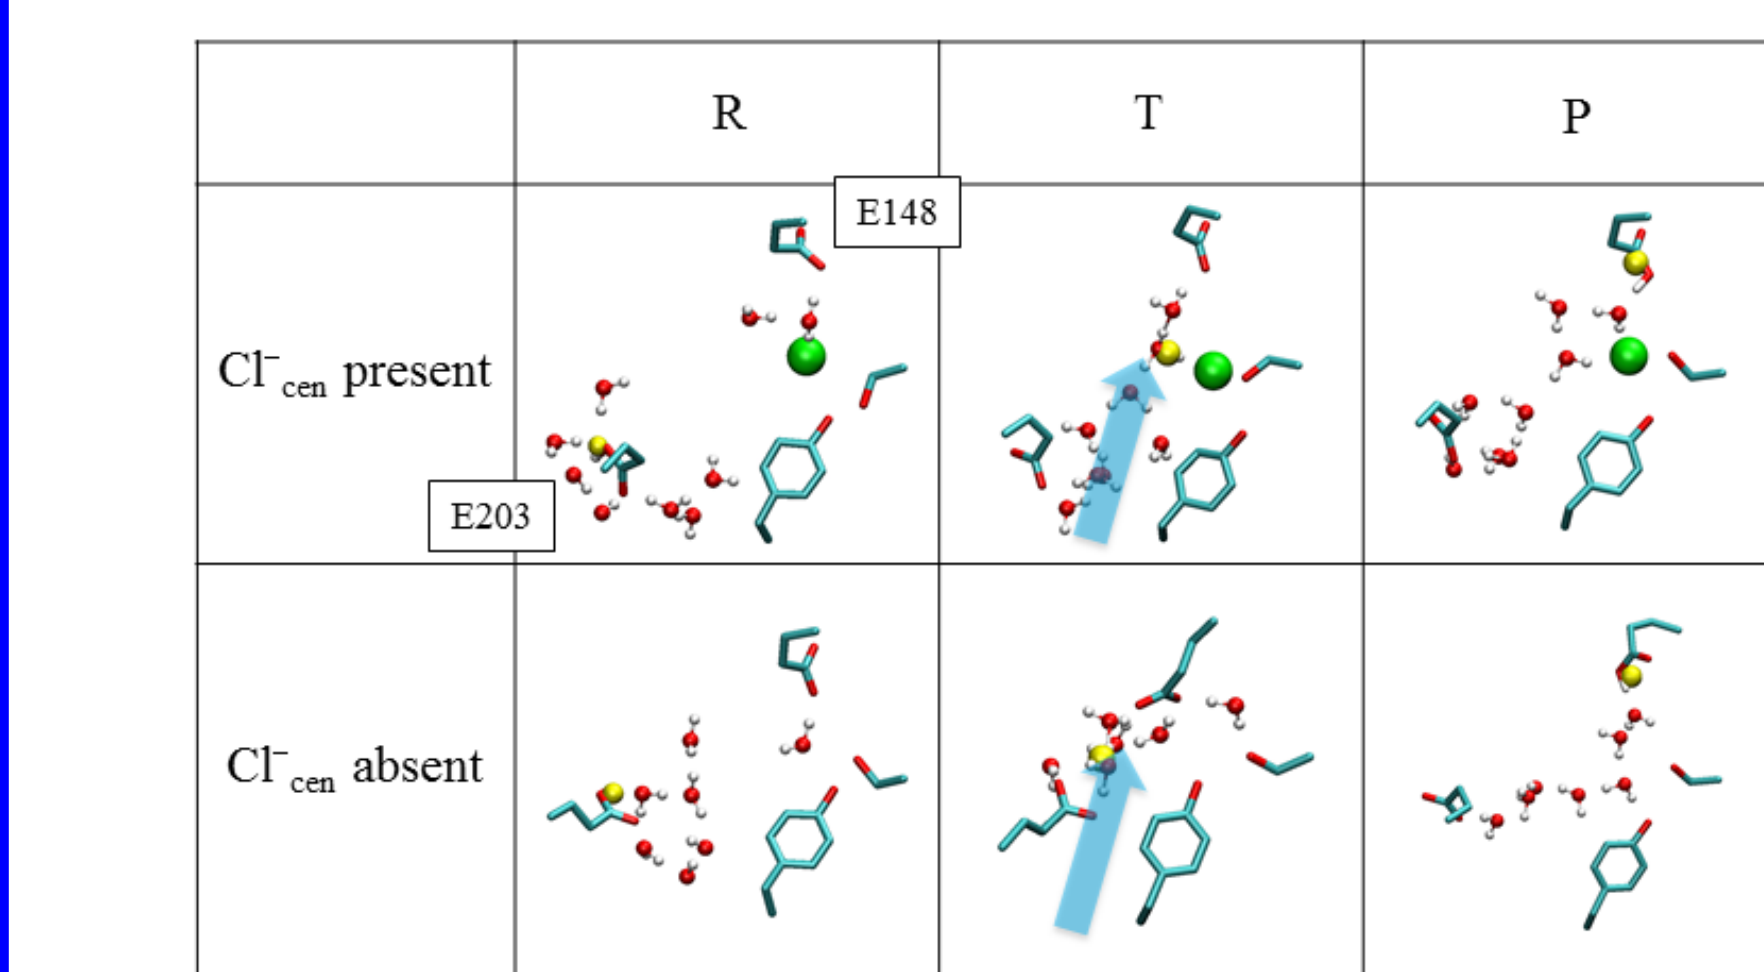 R
T
P
E148
Cl⁻cen present
E203
Cl⁻cen absent